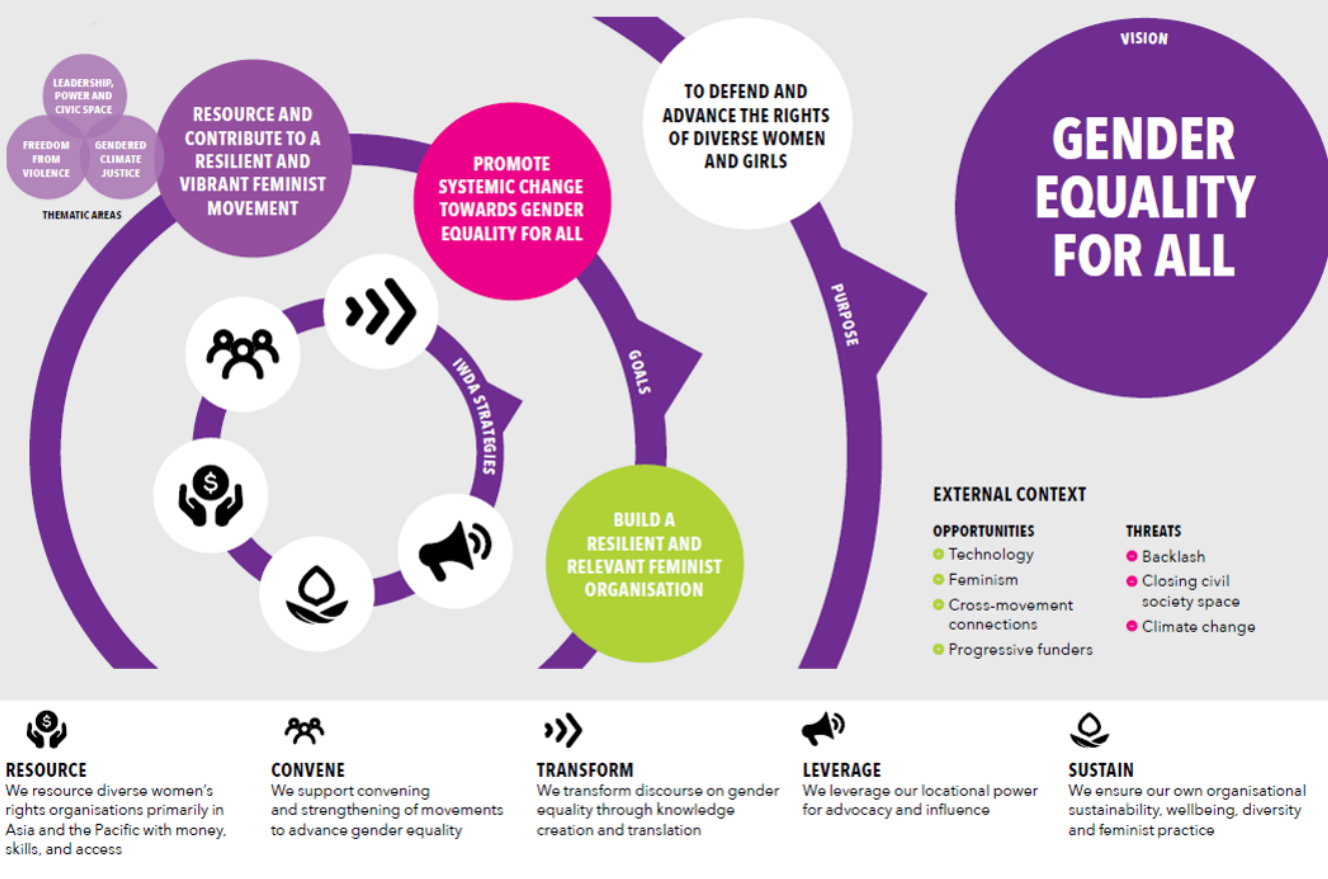 LEADERSHIP,
POWER AND
CIVIC SPACE
FREEDOM
FROM
VIOLENCE
GENDERED
CLIMATE
JUSTICE
THEMATIC AREAS
RESOURCE AND
CONTRIBUTE TO A
RESILIENT AND
VIBRANT FEMINIST
MOVEMENT
PROMOTE
SYSTEMIC CHANGE
TOWARDS GENDER
EQUALITY FOR ALL
TO DEFEND AND
ADVANCE THE RIGHTS
OF DIVERSE WOMEN
AND GIRLS
VISION
GENDER
EQUALITY
FOR ALL
IWDA STRATEGIES
GOALS
PURPOSE
BUILD A
RESILIENT AND
RELEVANT FEMINIST
ORGANISATION
EXTERNAL CONTEXT
OPPORTUNITIES
Technology
Feminism
Cross-movement
connections
Progressive funders
THREATS
Backlash
Closing civil
society space
Climate change
RESOURCE
We resource diverse women's
rights organisations primarily in
Asia and the Pacific with money,
skills, and access
CONVENE
We support convening
and strengthening of movements
to advance gender equality
TRANSFORM
We transform discourse on gender
equality through knowledge
creation and translation
LEVERAGE
We leverage our locational power
for advocacy and influence
SUSTAIN
We ensure our own organisational
sustainability, wellbeing, diversity
and feminist practice